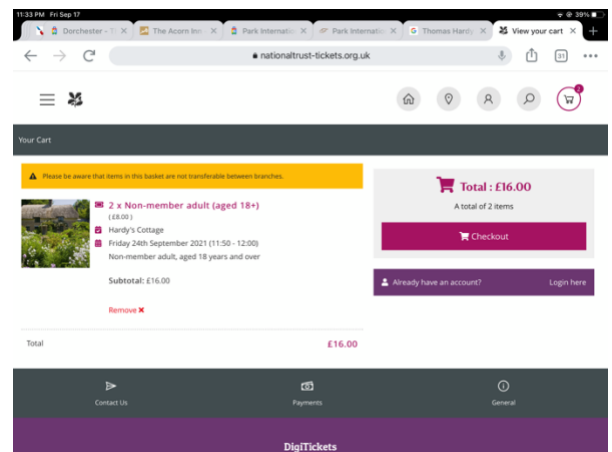 11:33 PM Fri Sep 17
39%
Dorchester - T
The Acorn Inn
Park Internatio
Park Internatio
Thomas Hardy
View your cart
nationaltrust-tickets.org.uk
31
2
Your Cart
Please be aware that items in this basket are not transferable between branches.
2 x Non-member adult (aged 18+)
(£8.00)
Hardy's Cottage
Friday 24th September 2021 (11:50 - 12:00)
Non-member adult, aged 18 years and over
Subtotal: £16.00
Remove
Total
£16.00
Total : £16.00
A total of 2 items
Checkout
Already have an account?
Login here
Contact Us
Payments
General
DigiTickets